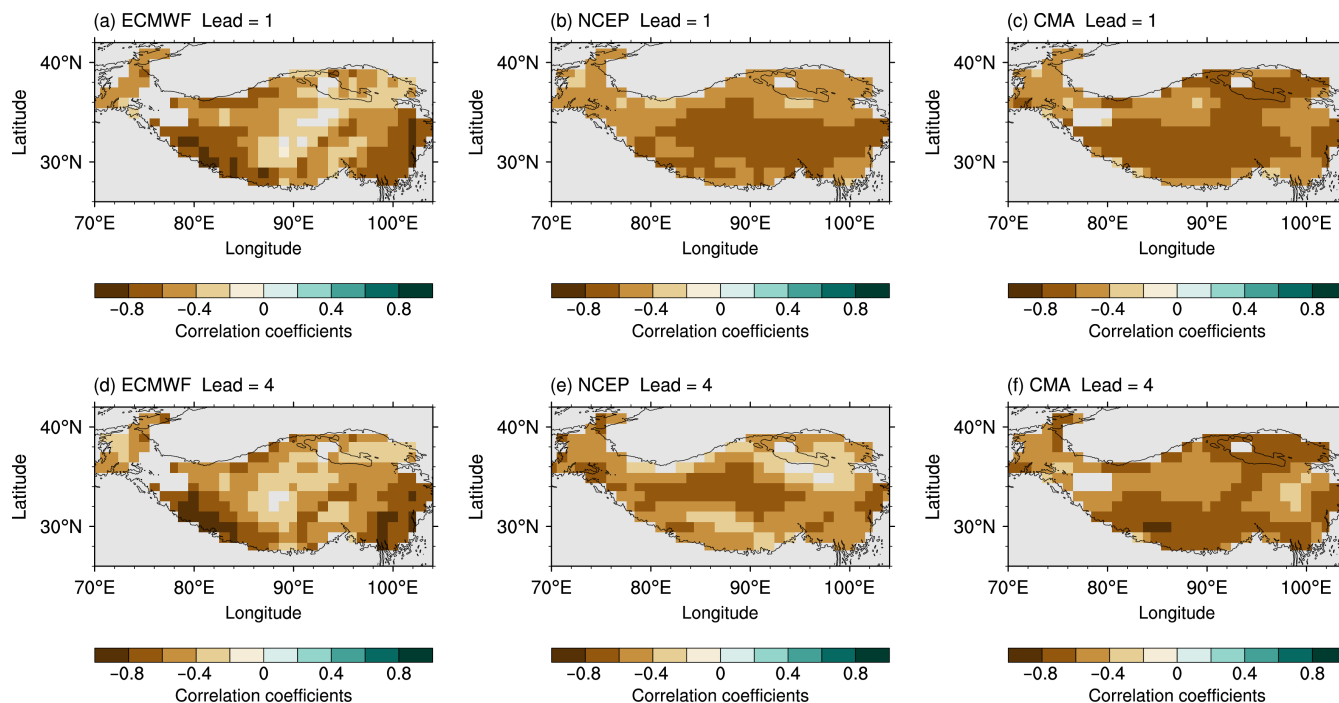 (a) ECMWF Lead = 1
(b) NCEP Lead = 1
(c) CMA Lead = 1
Latitude
40°N
30°N
70°E 80°E 90°E 100°E
Longitude
Latitude
40°N
30°N
70°E 80°E 90°E 100°E
Longitude
Latitude
40°N
30°N
70°E 80°E 90°E 100°E
Longitude
−0.8 −0.4 0 0.4 0.8
Correlation coefficients
−0.8 −0.4 0 0.4 0.8
Correlation coefficients
−0.8 −0.4 0 0.4 0.8
Correlation coefficients
(d) ECMWF Lead = 4
(e) NCEP Lead = 4
(f) CMA Lead = 4
Latitude
40°N
30°N
70°E 80°E 90°E 100°E
Longitude
Latitude
40°N
30°N
70°E 80°E 90°E 100°E
Longitude
Latitude
40°N
30°N
70°E 80°E 90°E 100°E
Longitude
−0.8 −0.4 0 0.4 0.8
Correlation coefficients
−0.8 −0.4 0 0.4 0.8
Correlation coefficients
−0.8 −0.4 0 0.4 0.8
Correlation coefficients